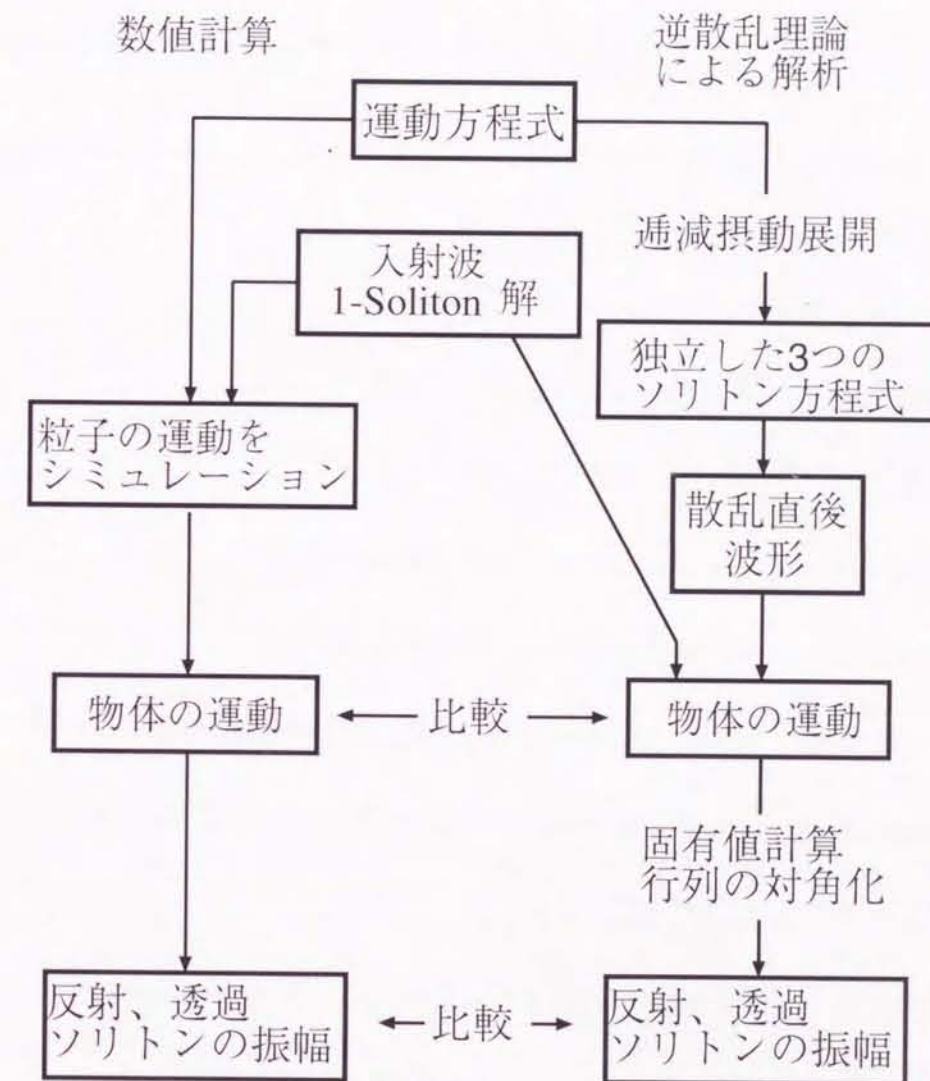 数値計算
逆散乱理論
による解析
運動方程式
逓減摂動展開
入射波
1-Soliton 解
独立した3つの
ソリトン方程式
粒子の運動を
シミュレーション
散乱直後
波形
物体の運動
比較
物体の運動
固有値計算
行列の対角化
反射、透過
ソリトンの振幅
比較
反射、透過
ソリトンの振幅